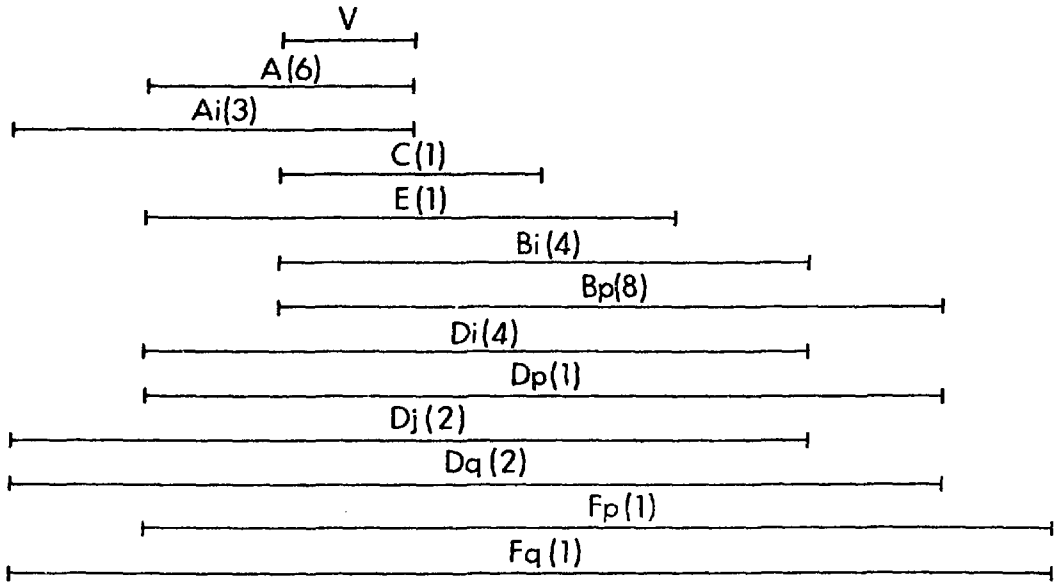 V
A(6)
Ai(3)
C(1)
E(1)
Bi(4)
Bp(8)
Di(4)
Dp(1)
Dj(2)
Dq(2)
Fp(1)
Fq(1)